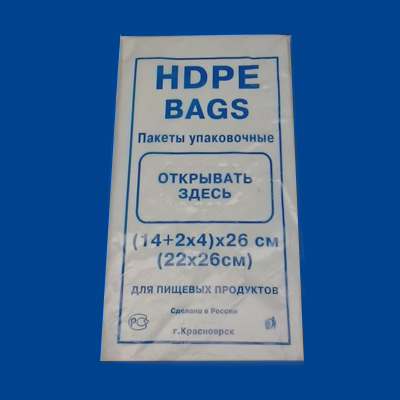 HDPE
BAGS
Пакеты упаковочные
ОТКРЫВАТЬ
ЗДЕСЬ
(14+2x4)x26 см
(22x26см)
ДЛЯ ПИЩЕВЫХ ПРОДУКТОВ
Сделано в России
г.Красноярск